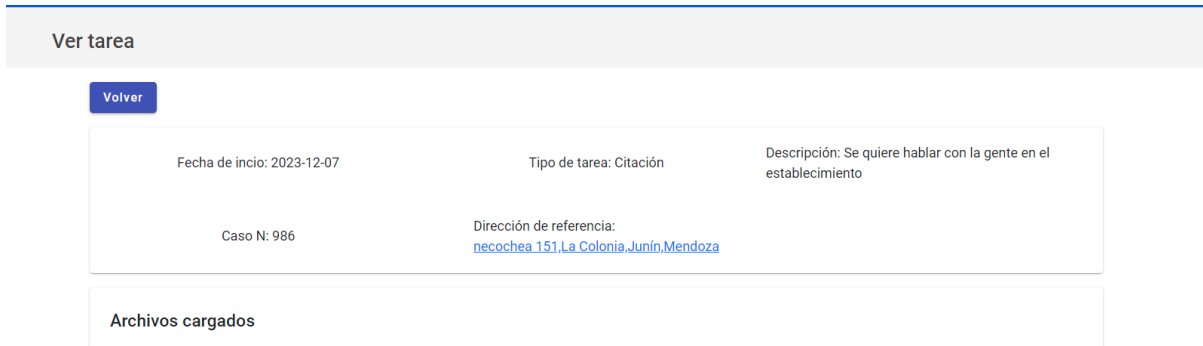 Ver tarea
Volver
Fecha de incio: 2023-12-07
Tipo de tarea: Citación
Descripción: Se quiere hablar con la gente en el
establecimiento
Caso N: 986
Dirección de referencia:
necochea 151,La Colonia,Junín,Mendoza
Archivos cargados